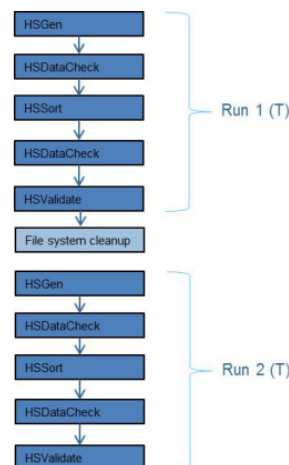 HSGen
HSDataCheck
HSSort
HSDataCheck
HSValidate
Run 1 (T)
File system cleanup
HSGen
HSDataCheck
HSSort
HSDataCheck
HSValidate
Run 2 (T)